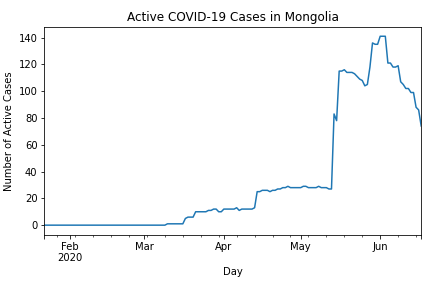 Active COVID-19 Cases in Mongolia
Number of Active Cases
140
120
100
80
60
40
20
0
Feb Mar Apr May Jun
2020
Day